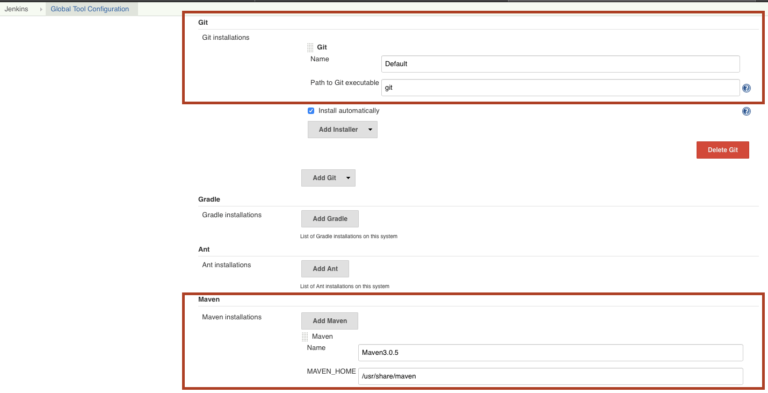 Jenkins › Global Tool Configuration
Git
Git installations
Git
Name
Default
Path to Git executable
git
Install automatically
Add Installer
Delete Git
Add Git
Gradle
Gradle installations
Add Gradle
List of Gradle installations on this system
Ant
Ant installations
Add Ant
List of Ant installations on this system
Maven
Maven installations
Add Maven
Maven
Name
Maven3.0.5
MAVEN_HOME
/usr/share/maven